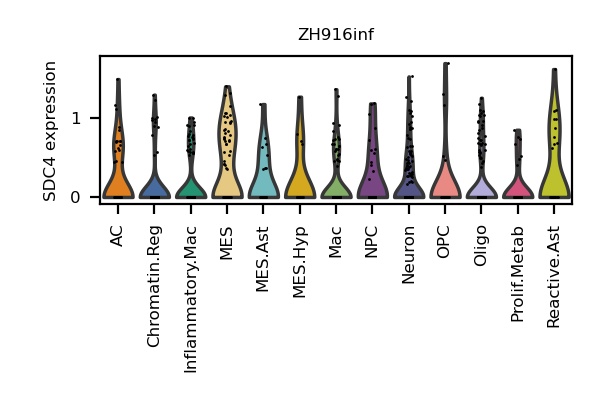 ZH916inf
SDC4 expression
1
0
AC
Chromatin.Reg
Inflammatory.Mac
MES
MES.Ast
MES.Hyp
Mac
NPC
Neuron
OPC
Oligo
Prolif.Metab
Reactive.Ast